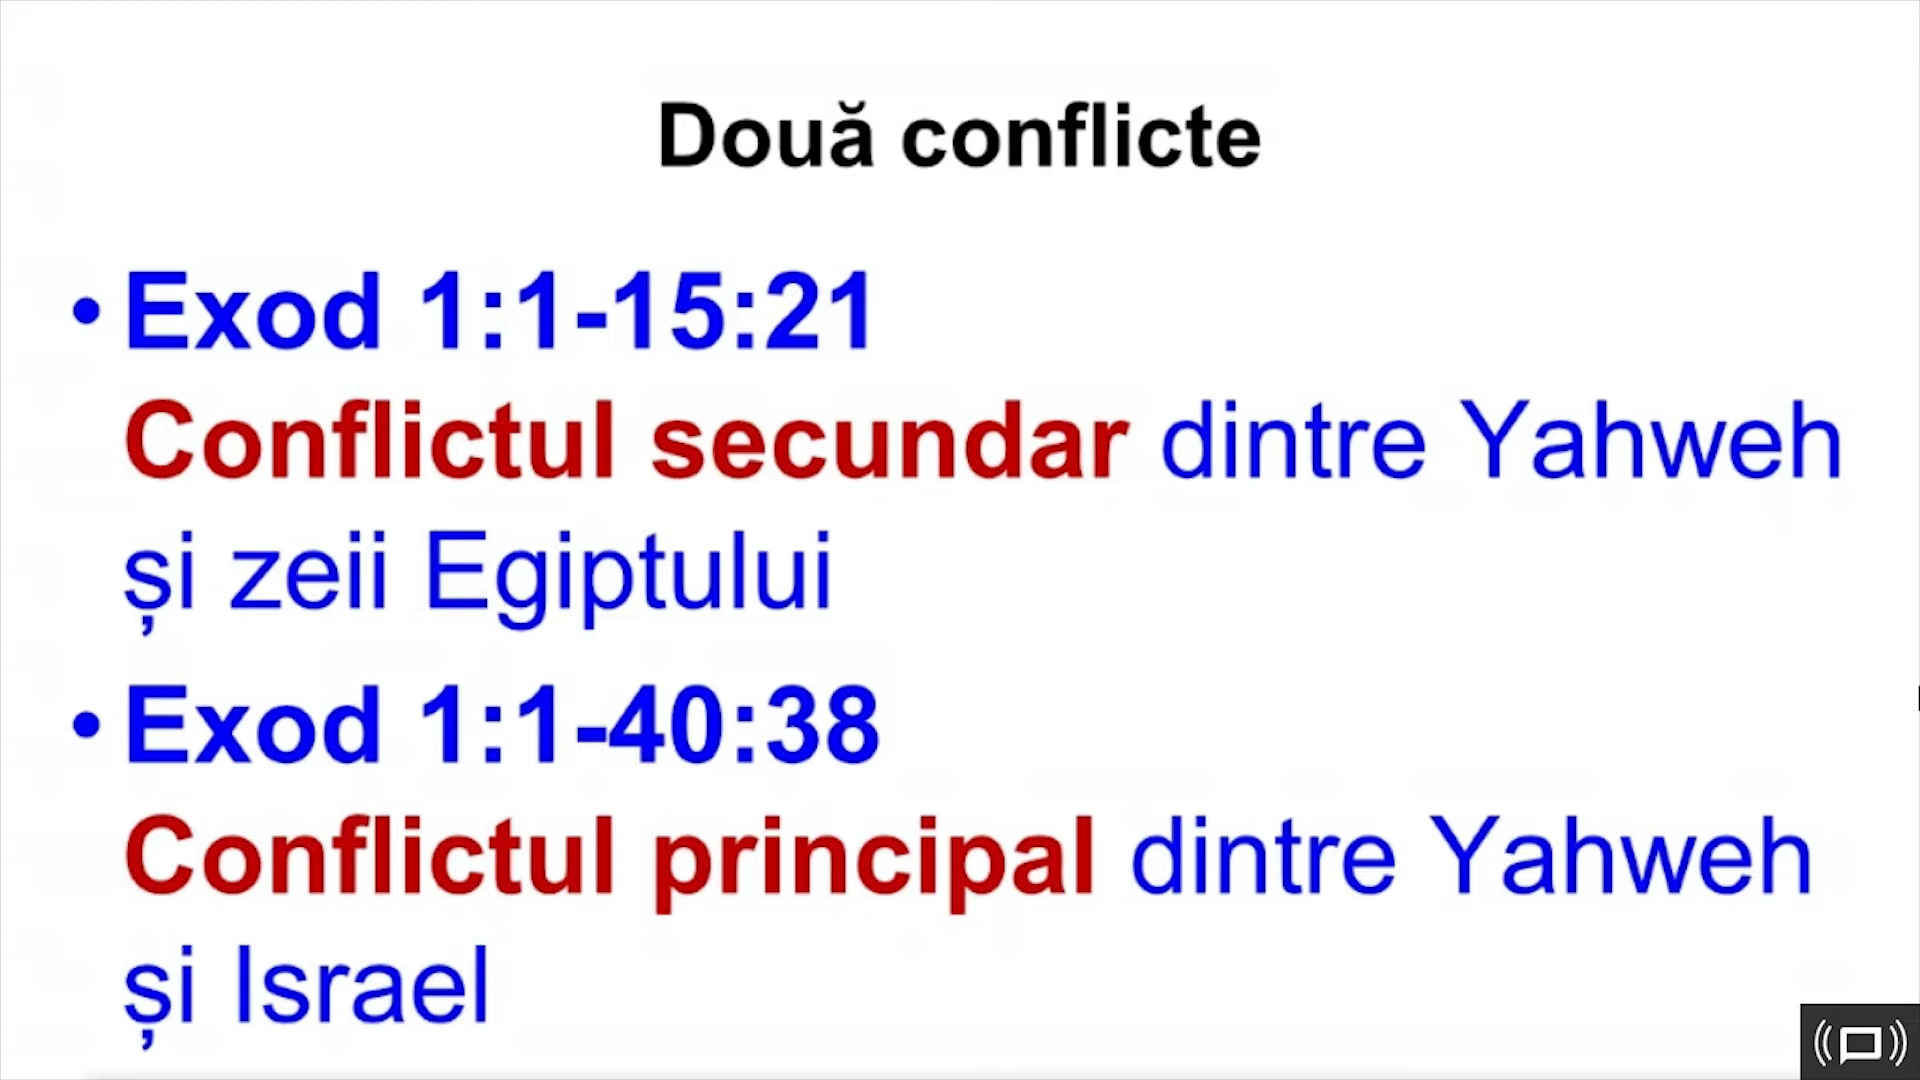 Două conflicte
• Exod 1:1-15:21
Conflictul secundar dintre Yahweh
și zeii Egiptului
• Exod 1:1-40:38
Conflictul principal dintre Yahweh
și Israel